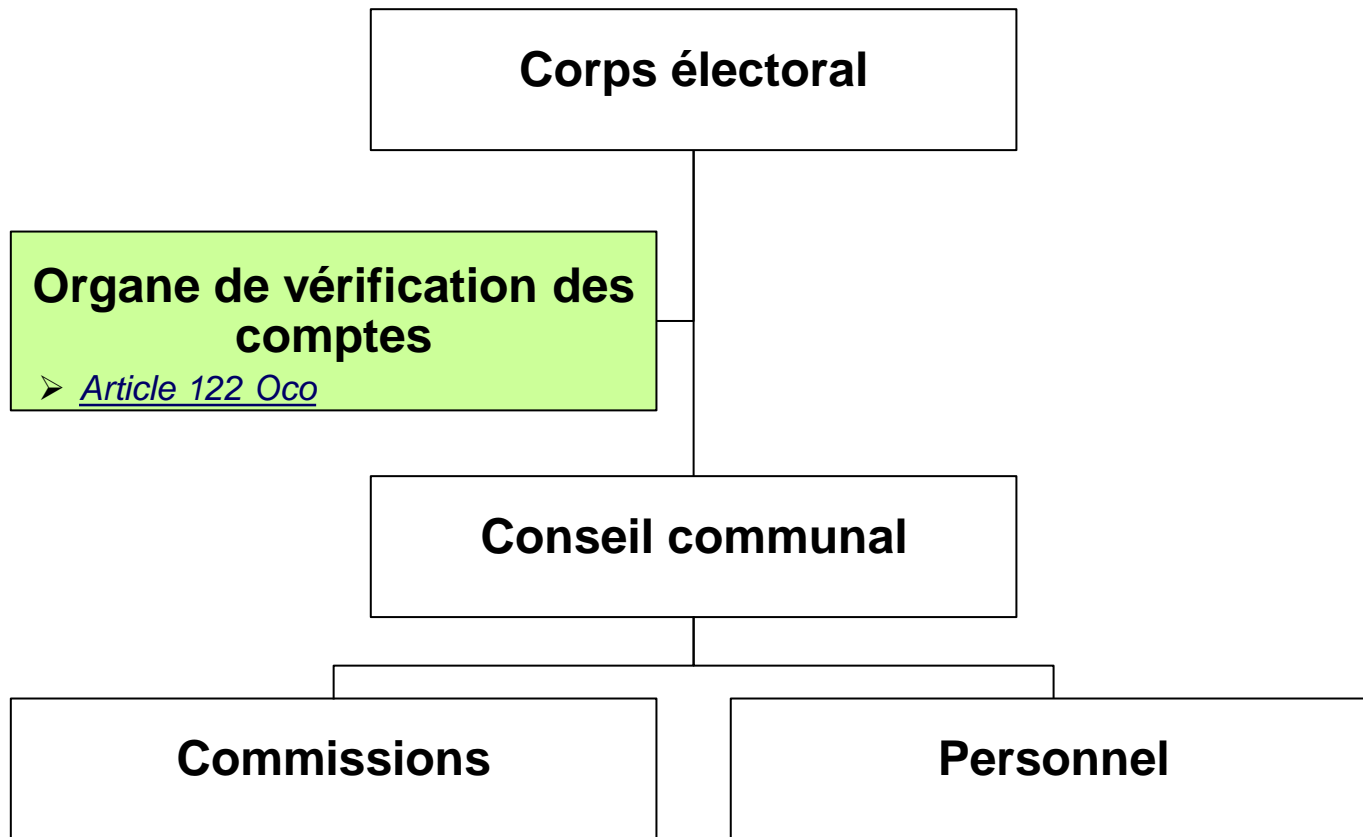 Corps électoral
Organe de vérification des
comptes
➢ Article 122 Oco
Conseil communal
Commissions
Personnel